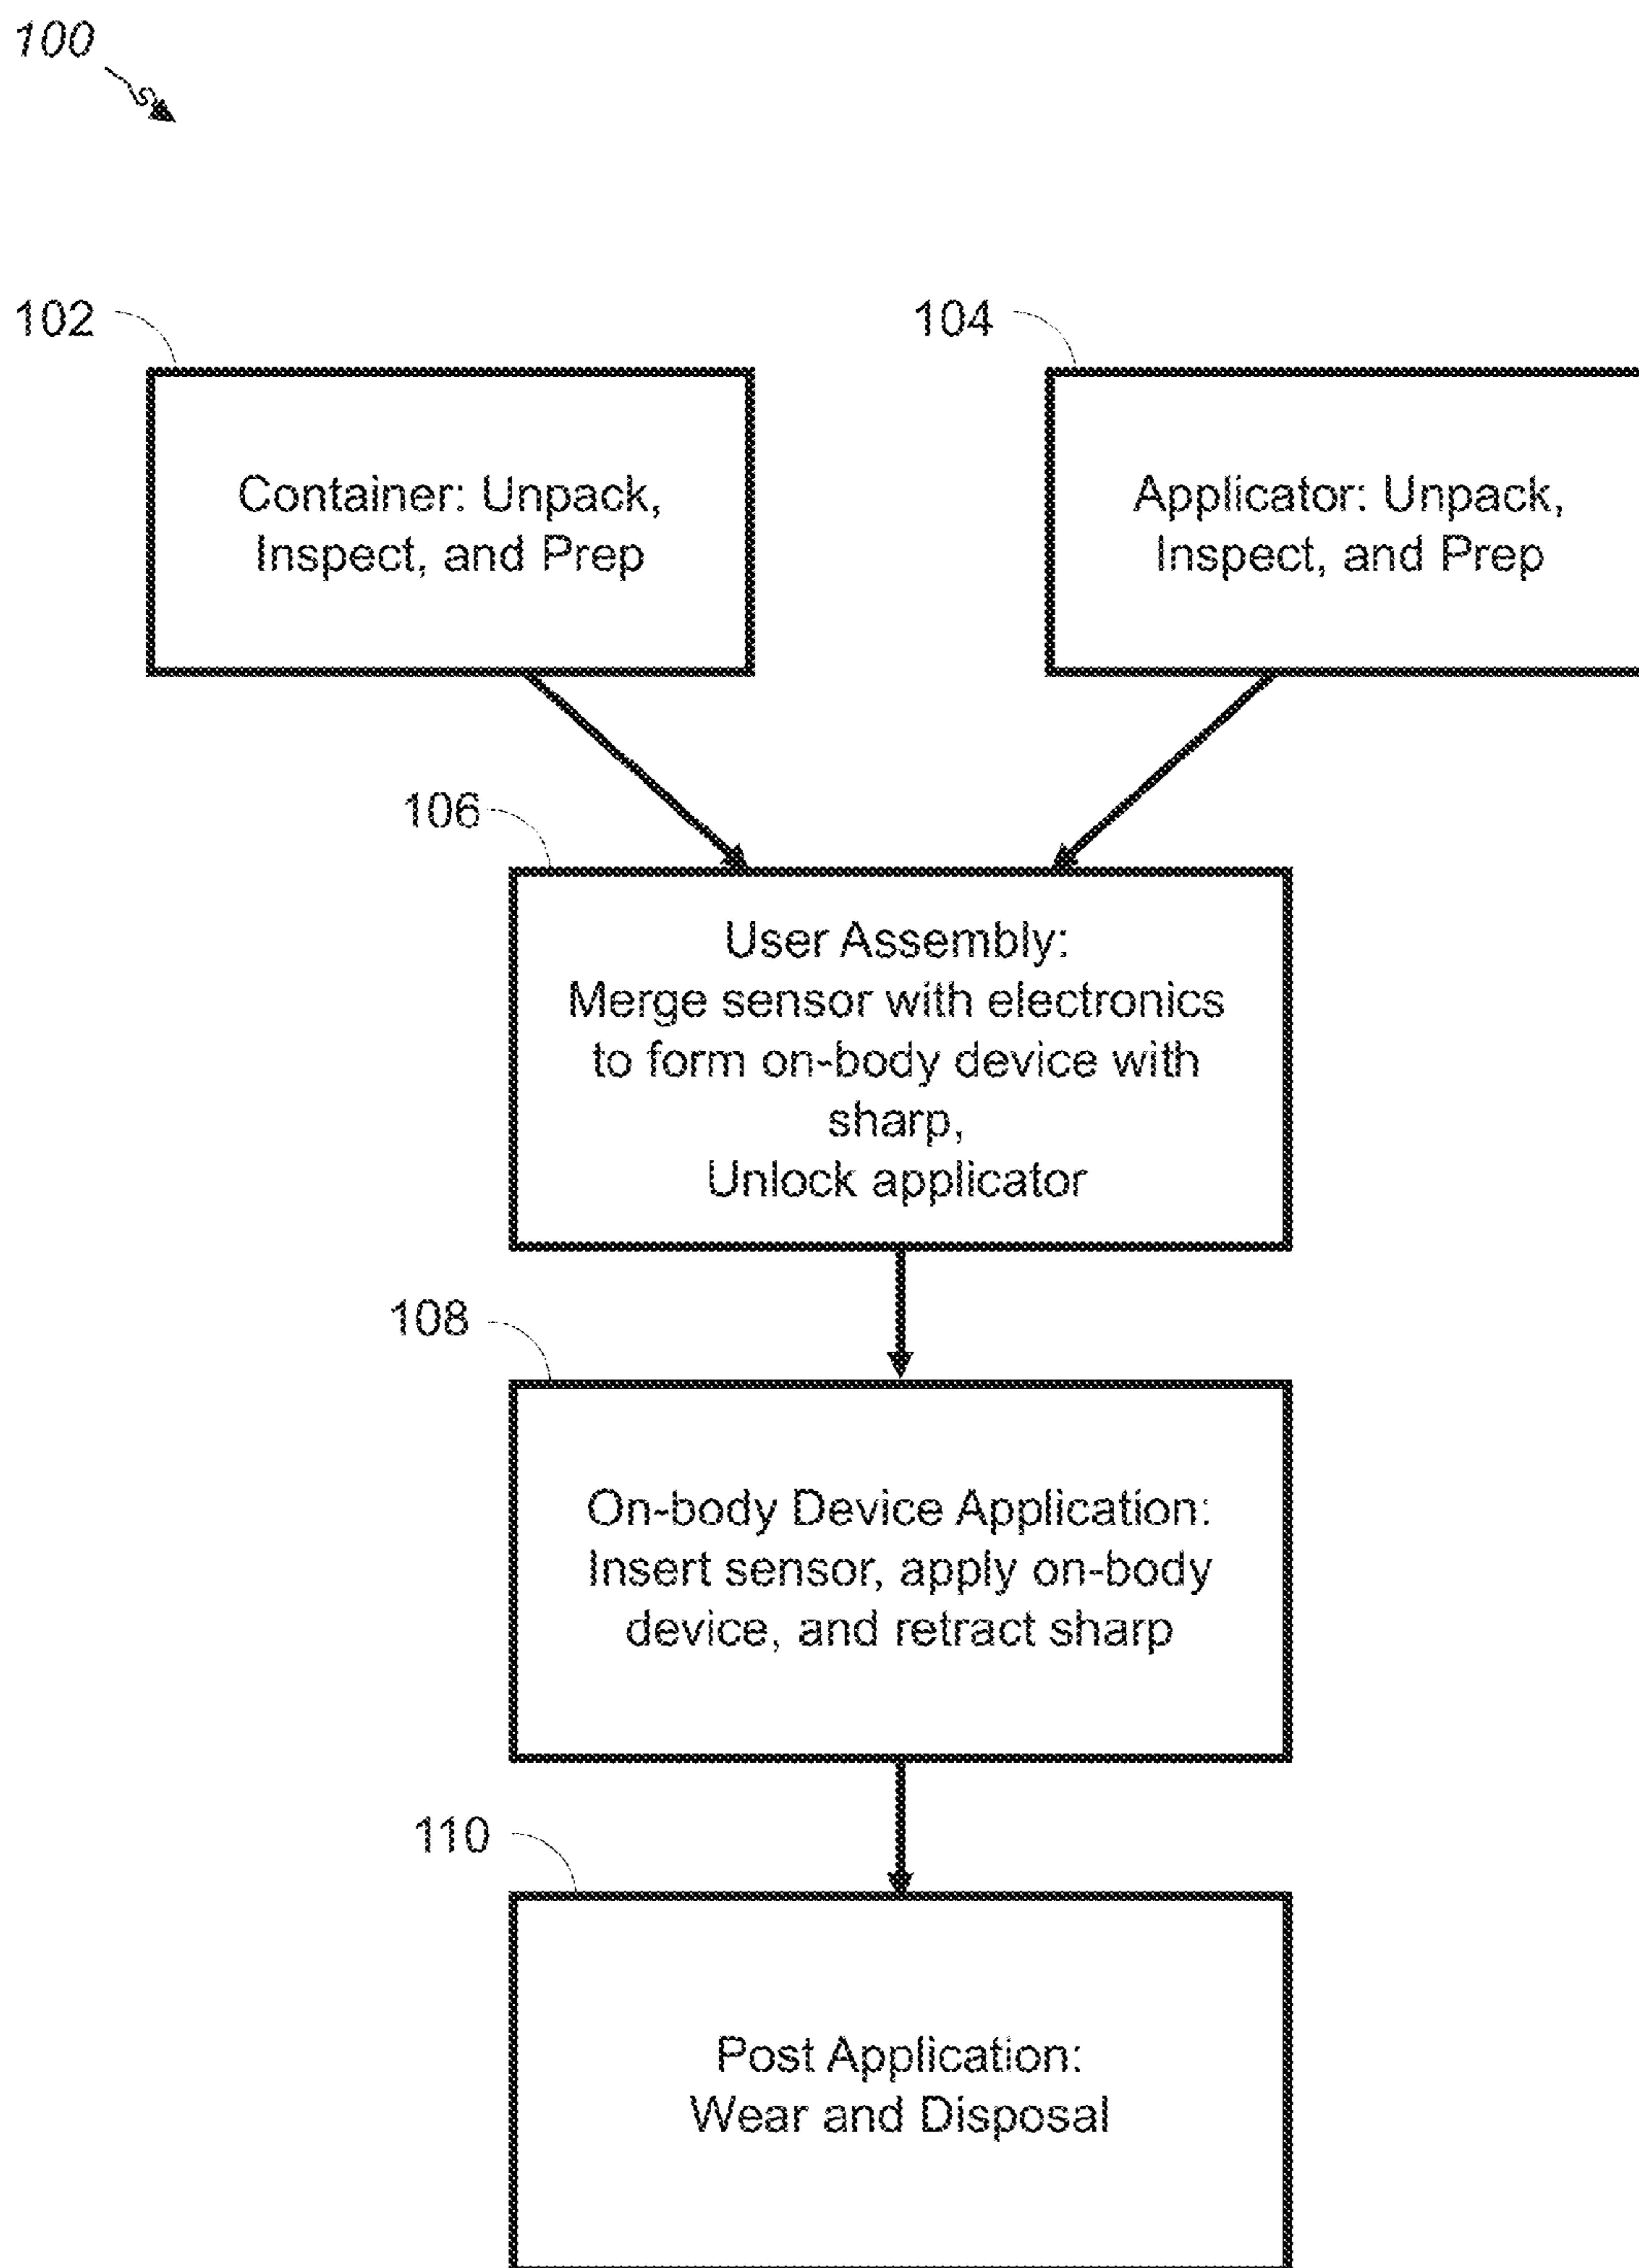 100
102
104
Container: Unpack,
Inspect, and Prep
Applicator: Unpack,
Inspect, and Prep
106
User Assembly:
Merge sensor with electronics
to form on-body device with
sharp,
Unlock applicator
108
On-body Device Application:
Insert sensor, apply on-body
device, and retract sharp
110
Post Application:
Wear and Disposal